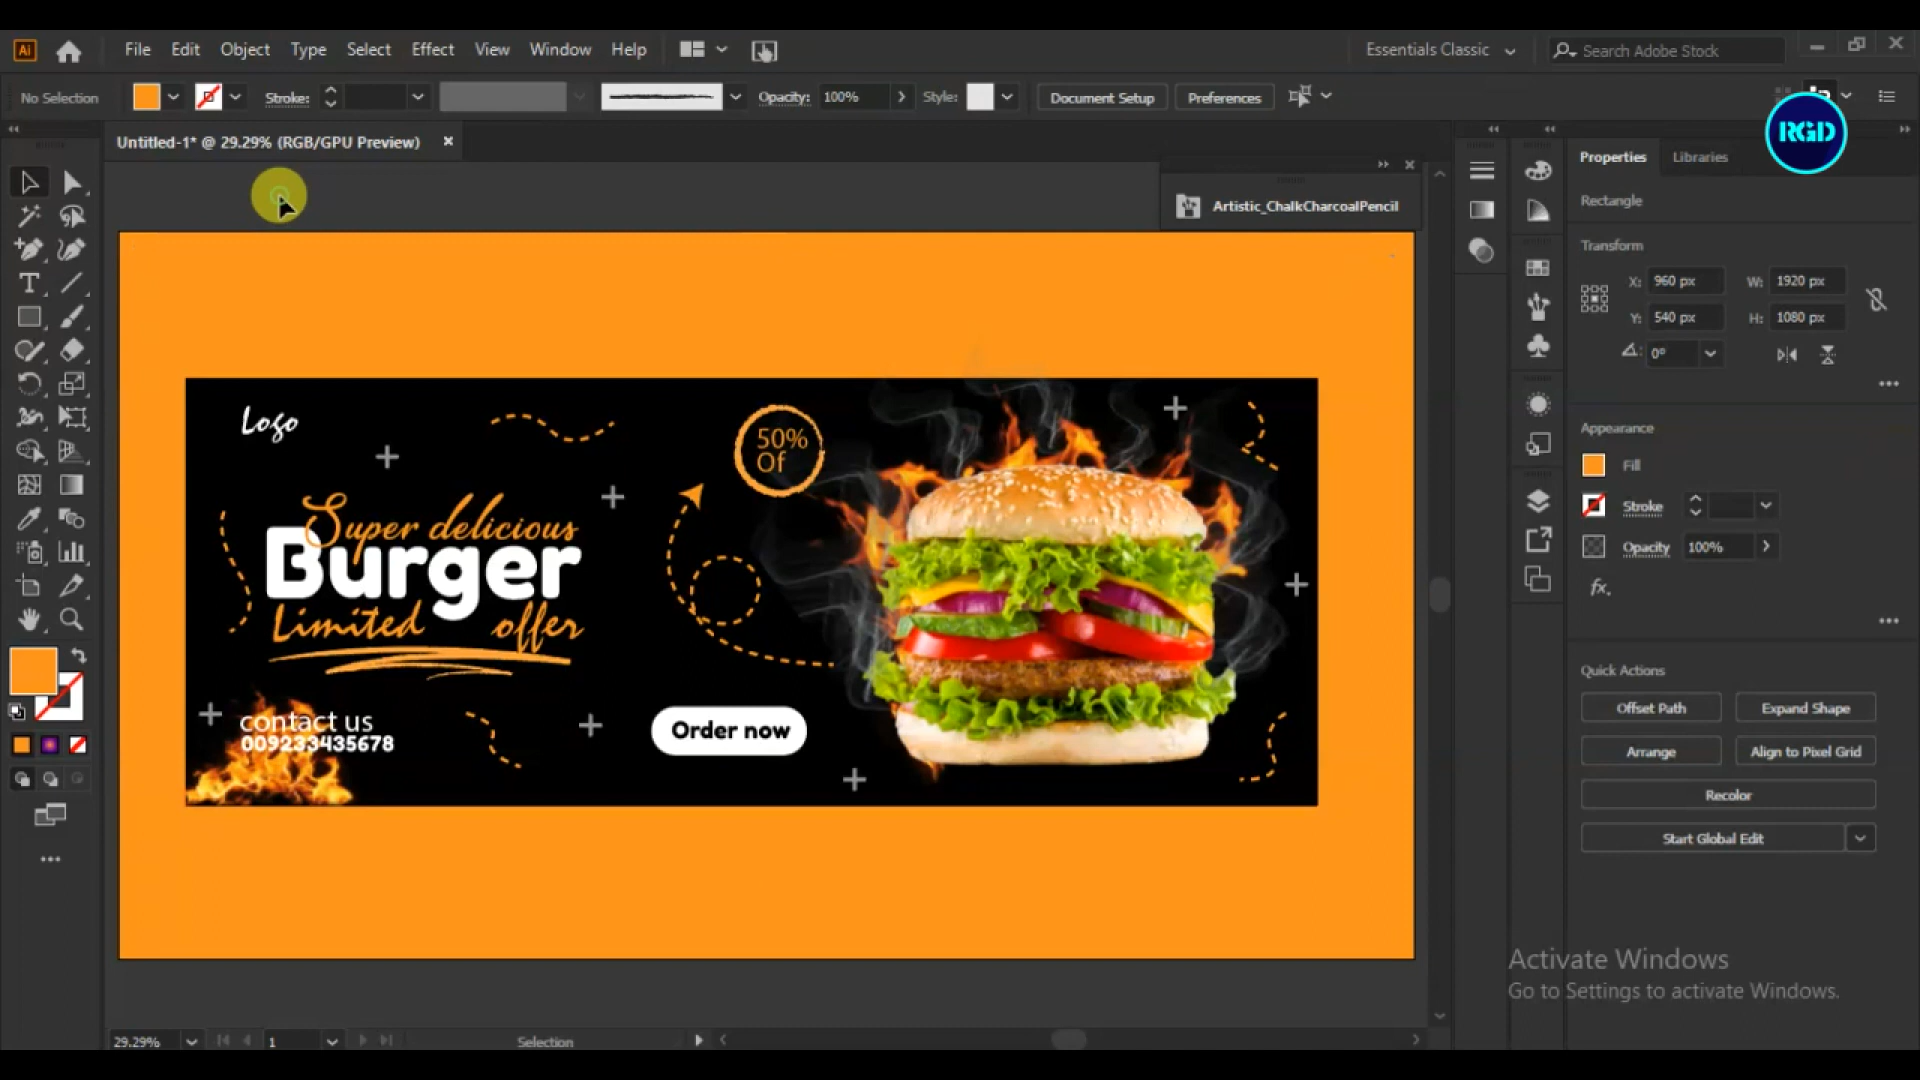 Ai File Edit Object Type Select Effect View Window Help Essentials Classic Search Adobe Stock
No Selection Stroke: Opacity: 100% Style: Document Setup Preferences
RGD
Untitled-1* @ 29.29% (RGB/GPU Preview)
Properties Libraries
Artistic_ChalkCharcoalPencil
Rectangle
Transform
X: 960 px W: 1920 px
Y: 540 px H: 1080 px
0°
Appearance
Fill
Stroke
Opacity 100%
fx.
Quick Actions
Offset Path Expand Shape
Arrange Align to Pixel Grid
Recolor
Start Global Edit
Logo
50%
Of
Super delicious
Burger
Limited offer
contact us
009233435678
Order now
Activate Windows
Go to Settings to activate Windows.
29.29% 1 Selection